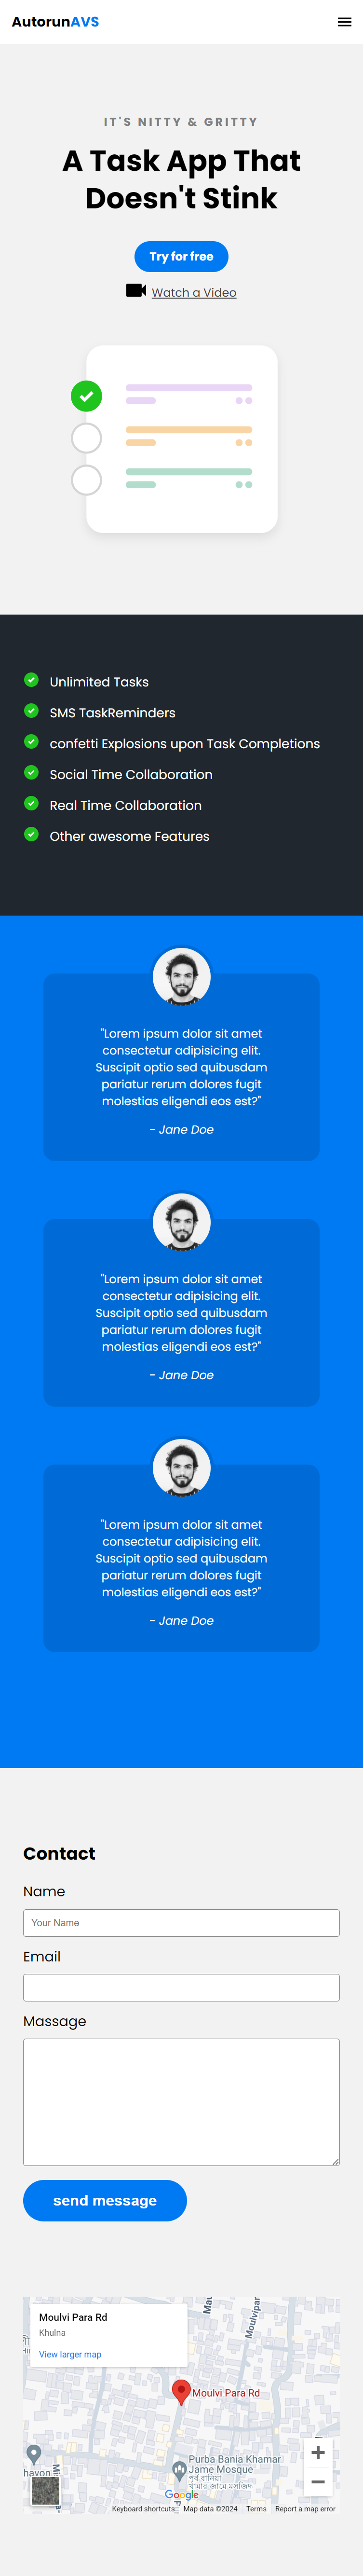 AutorunAVS
IT'S NITTY & GRITTY
A Task App That
Doesn't Stink
Try for free
Watch a Video
Unlimited Tasks
SMS TaskReminders
confetti Explosions upon Task Completions
Social Time Collaboration
Real Time Collaboration
Other awesome Features
"Lorem ipsum dolor sit amet
consectetur adipisicing elit.
Suscipit optio sed quibusdam
pariatur rerum dolores fugit
molestias eligendi eos est?"
- Jane Doe
"Lorem ipsum dolor sit amet
consectetur adipisicing elit.
Suscipit optio sed quibusdam
pariatur rerum dolores fugit
molestias eligendi eos est?"
- Jane Doe
"Lorem ipsum dolor sit amet
consectetur adipisicing elit.
Suscipit optio sed quibusdam
pariatur rerum dolores fugit
molestias eligendi eos est?"
- Jane Doe
Contact
Name
Your Name
Email
Massage
send message
Moulvi Para Rd
Khulna
View larger map
Moulvipar
Moulvi Para Rd
Purba Bania Khamar
Jame Mosque
পূর্ব বানিয়া
খামার জামে মসজিদ
Google
Keyboard shortcuts
Map data ©2024
Terms
Report a map error